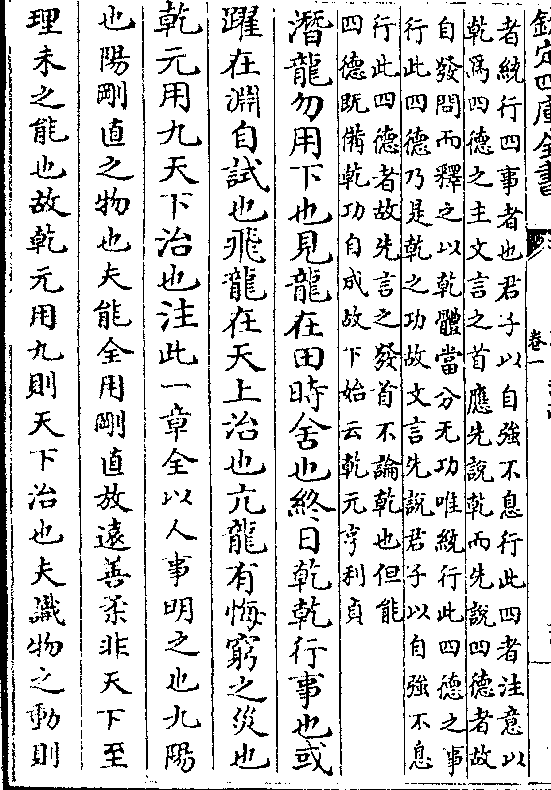 欽定四庫全書
卷一
者統行四事者也君子以自強不息行此四者注意以
乾為四德之主文言之首應先說乾而先說四德者故
自發問而釋之以乾體當分无功唯統行此四德之事
行此四德乃是乾之功故文言先說君子以自強不息
行此四德者故先言之發首不論乾也但能
四德既備乾功自成故下始云乾元亨利貞
潛龍勿用下也見龍在田時舍也終日乾乾行事也或
躍在淵自試也飛龍在天上治也亢龍有悔窮之災也
乾元用九天下治也注此一章全以人事明之也九陽
也陽剛直之物也夫能全用剛直放遠善柔非天下至
理未之能也故乾元用九則天下治也夫識物之動則